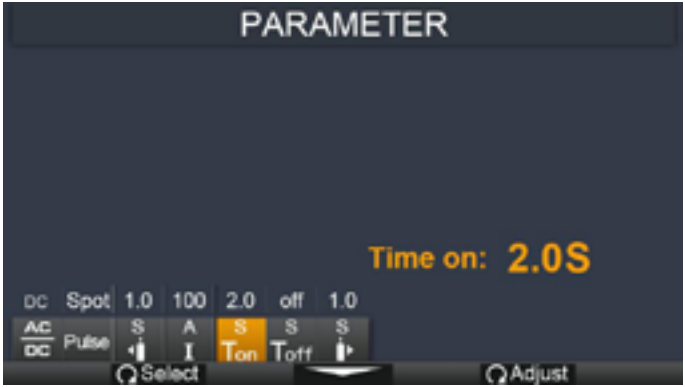 PARAMETER
Time on: 2.0S
DC Spot 1.0 100 2.0 off 1.0
AC DC Pulse S A I S Ton S Toff S
Select Adjust